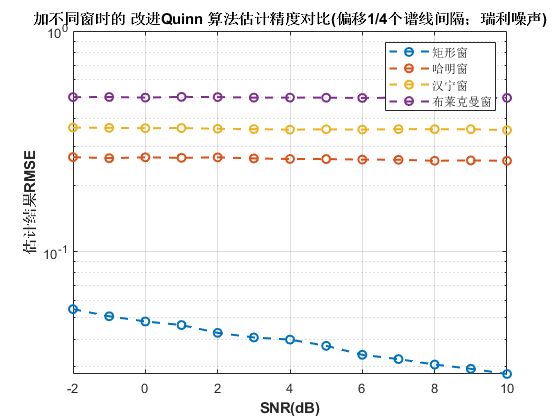 加不同窗时的 改进Quinn 算法估计精度对比(偏移1/4个谱线间隔；瑞利噪声)
10^0
矩形窗
哈明窗
汉宁窗
布莱克曼窗
估计结果RMSE
10^-1
-2 0 2 4 6 8 10
SNR(dB)